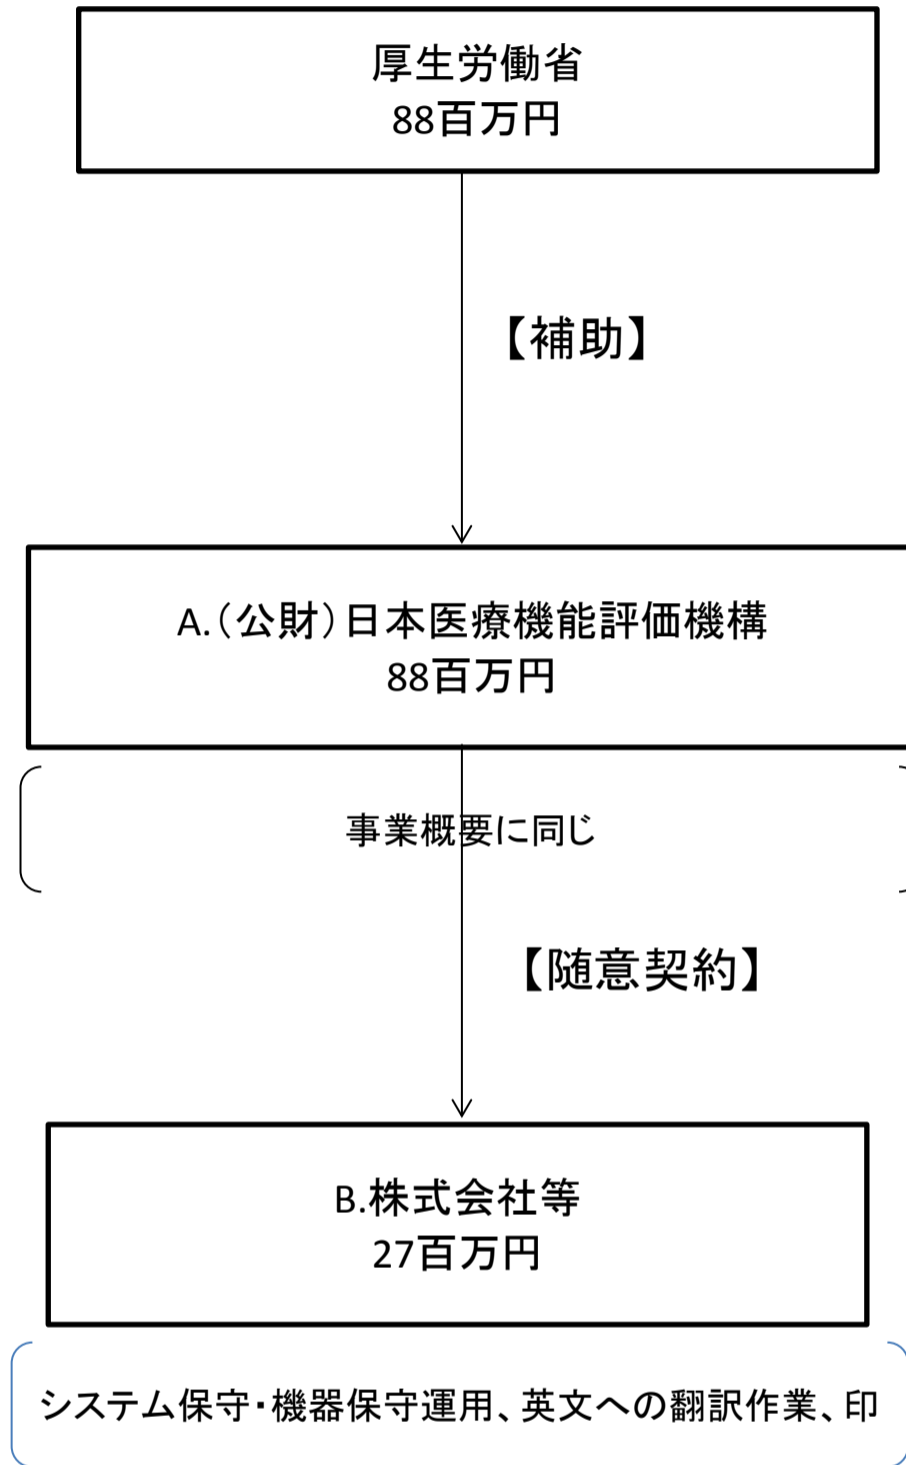 厚生労働省
88百万円
【補助】
A.(公財)日本医療機能評価機構
88百万円
事業概要に同じ
【随意契約】
B.株式会社等
27百万円
システム保守・機器保守運用、英文への翻訳作業、印